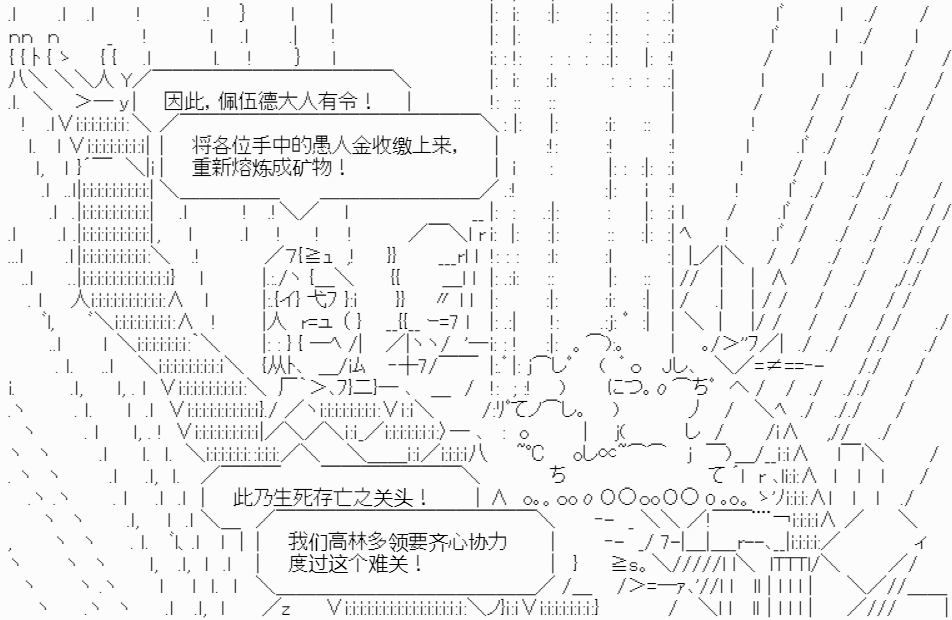 因此，佩伍德大人有令！
将各位手中的愚人金收缴上来，
重新熔炼成矿物！
此乃生死存亡之关头！
我们高林多领要齐心协力
度过这个难关！